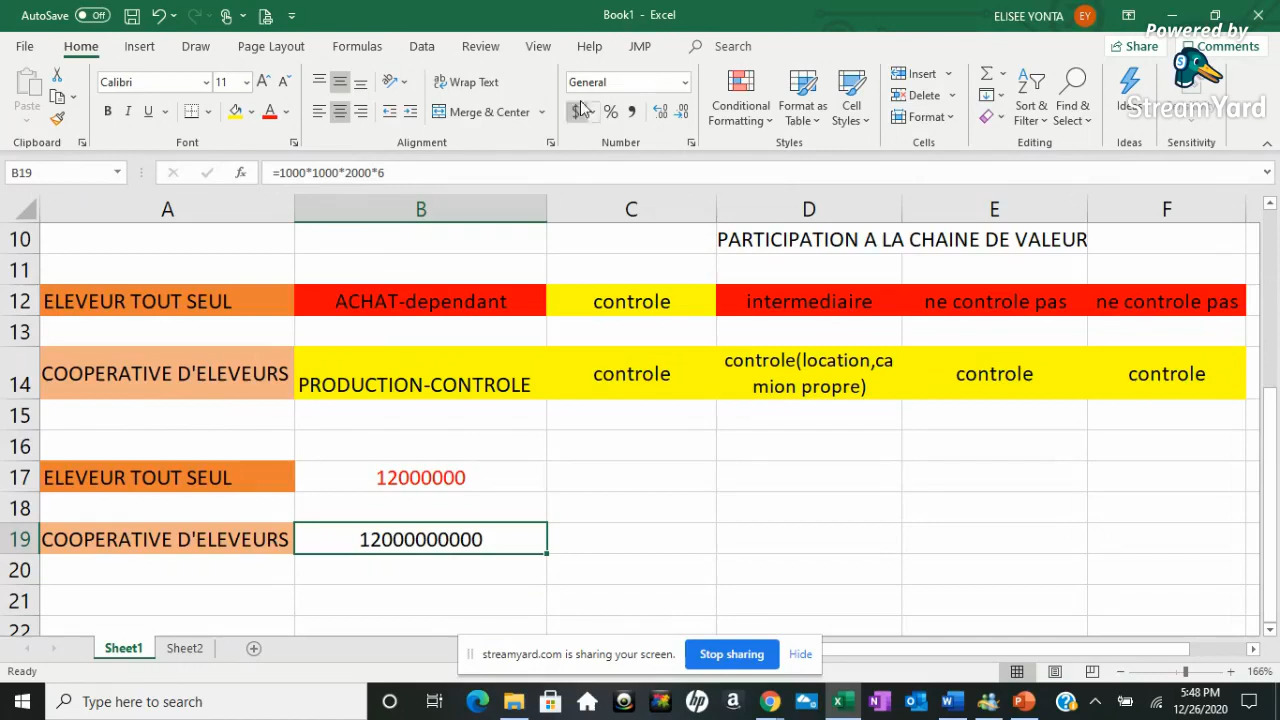 AutoSave Off
Book1 - Excel
ELISEE YONTA EY
Powered by
StreamYard
File Home Insert Draw Page Layout Formulas Data Review View Help JMP Search Share Comments
Paste
Calibri 11
Wrap Text
General
Conditional Formatting
Format as Table
Cell Styles
Insert
Delete
Format
Sort & Filter
Find & Select
Ideas
Sensitivity
B I U
Merge & Center
$ %
Clipboard Font Alignment Number Styles Cells Editing Ideas Sensitivity
B19 fx =1000*1000*2000*6
A B C D E F
10 PARTICIPATION A LA CHAINE DE VALEUR
11
12 ELEVEUR TOUT SEUL ACHAT-dependant controle intermediaire ne controle pas ne controle pas
13
14 COOPERATIVE D'ELEVEURS PRODUCTION-CONTROLE controle controle(location,ca
mion propre) controle controle
15
16
17 ELEVEUR TOUT SEUL 12000000
18
19 COOPERATIVE D'ELEVEURS 12000000000
20
21
22
Sheet1 Sheet2
streamyard.com is sharing your screen. Stop sharing Hide
Ready
166%
Type here to search
5:48 PM
12/26/2020